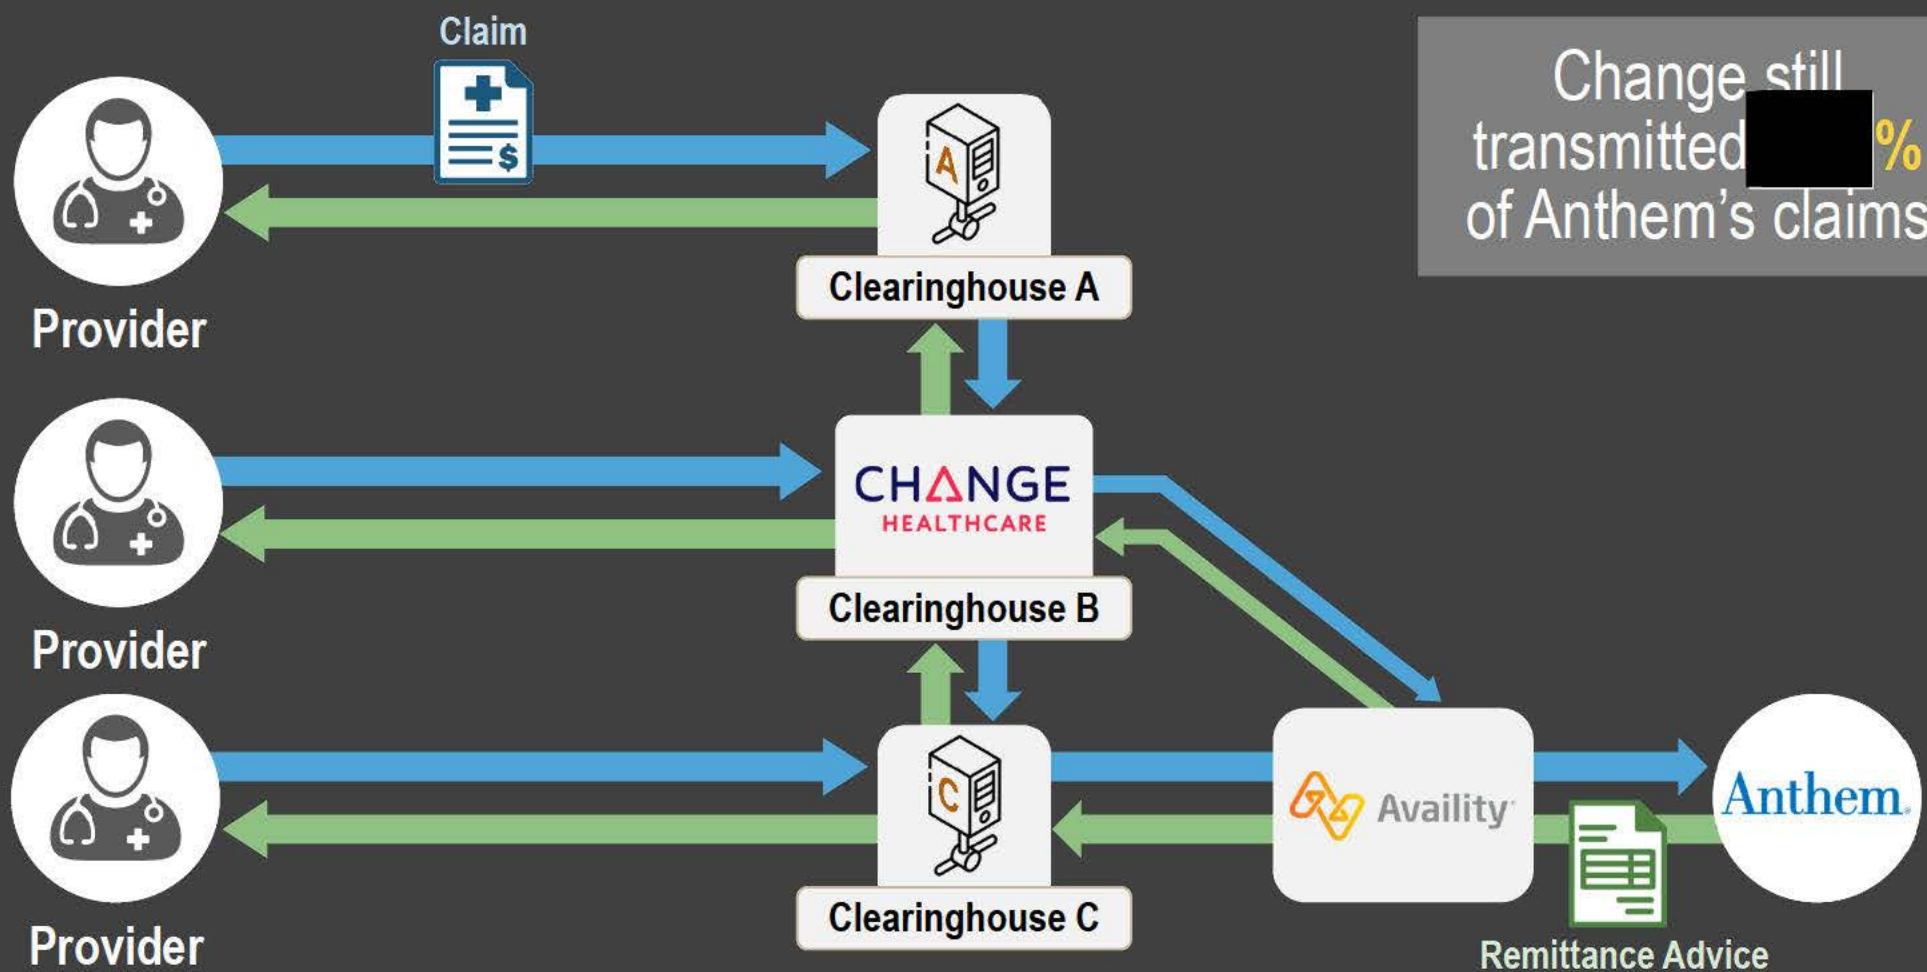 Claim
Change still
transmitted %
of Anthem's claims
A
Clearinghouse A
Provider
CHANGE
HEALTHCARE
Clearinghouse B
Provider
C
Availity
Anthem
Clearinghouse C
Provider
Remittance Advice
$